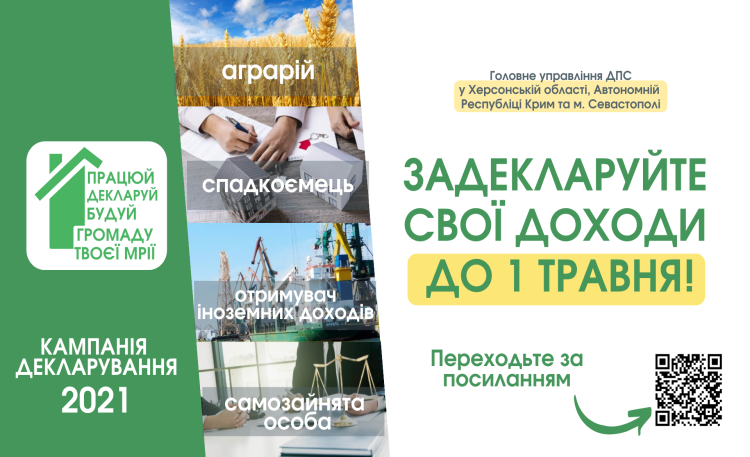 ПРАЦЮЙ
ДЕКЛАРУЙ
БУДУЙ
ГРОМАДУ
ТВОЄЇ МРІЇ
КАМПАНІЯ
ДЕКЛАРУВАННЯ
2021
аграрій
спадкоємець
отримувач
іноземних доходів
самозайнята
особа
Головне управління ДПС
у Херсонській області, Автономній
Республіці Крим та м. Севастополі
ЗАДЕКЛАРУЙТЕ
СВОЇ ДОХОДИ
ДО 1 ТРАВНЯ!
Переходьте за
посиланням